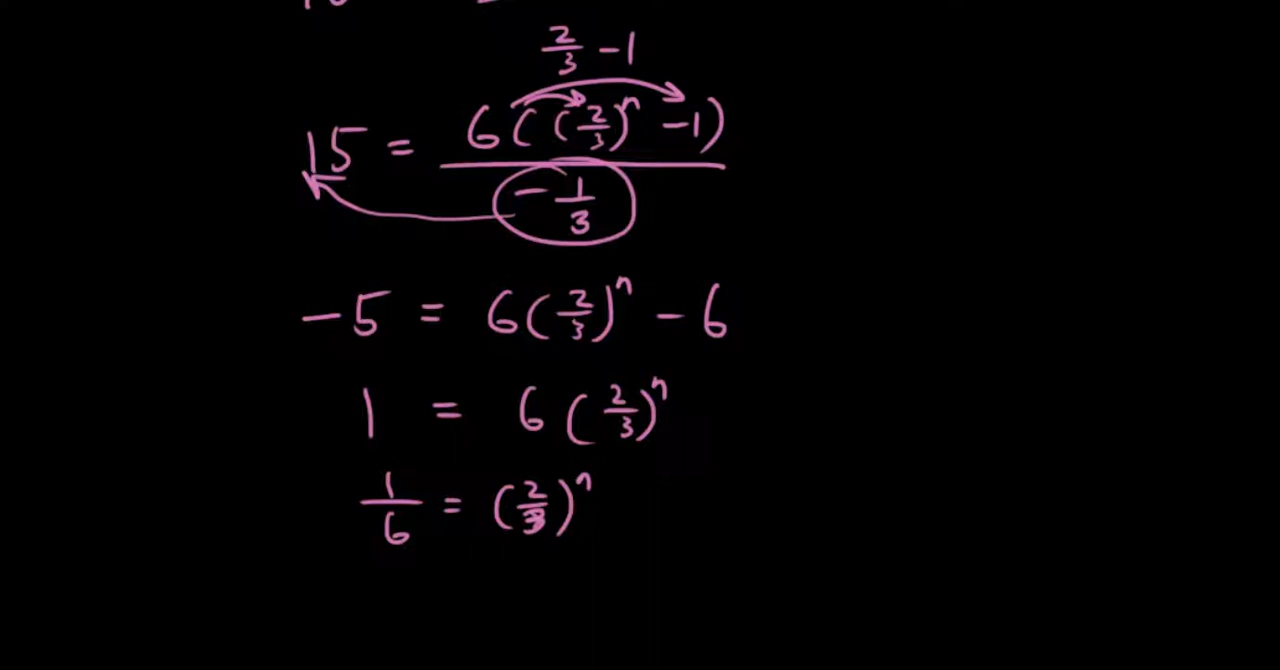 2/3 - 1
15 = 6((2/3)^n - 1)
- 1/3
-5 = 6(2/3)^n - 6
1 = 6(2/3)^n
1/6 = (2/3)^n